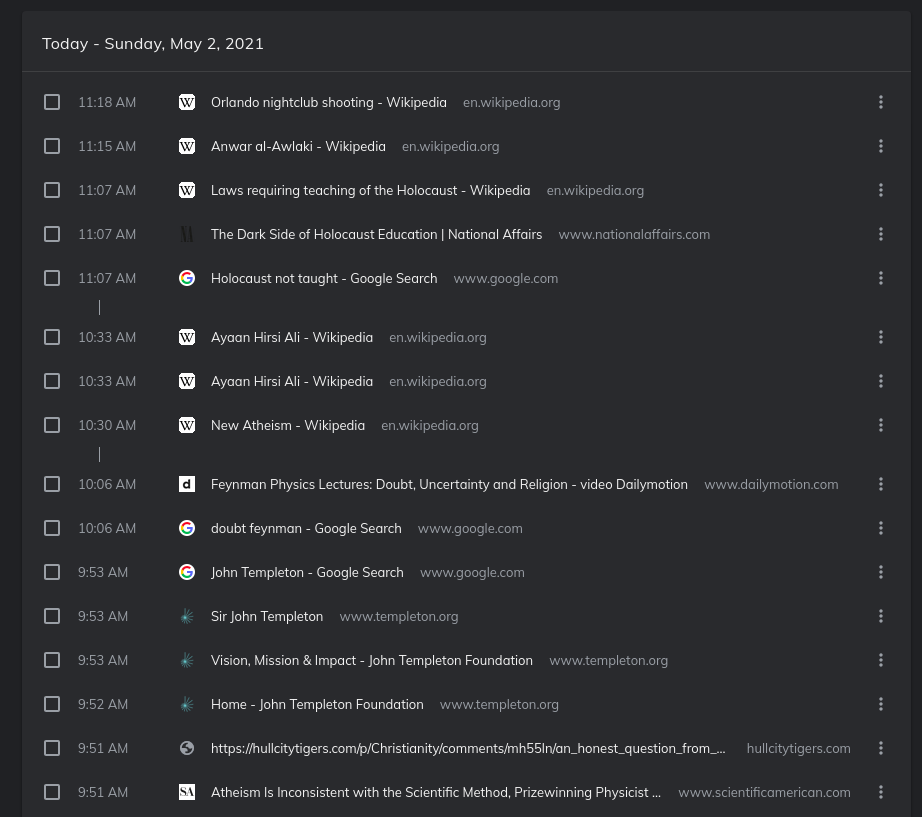 Today - Sunday, May 2, 2021
11:18 AM W Orlando nightclub shooting - Wikipedia en.wikipedia.org
11:15 AM W Anwar al-Awlaki - Wikipedia en.wikipedia.org
11:07 AM W Laws requiring teaching of the Holocaust - Wikipedia en.wikipedia.org
11:07 AM The Dark Side of Holocaust Education | National Affairs www.nationalaffairs.com
11:07 AM G Holocaust not taught - Google Search www.google.com
10:33 AM W Ayaan Hirsi Ali - Wikipedia en.wikipedia.org
10:33 AM W Ayaan Hirsi Ali - Wikipedia en.wikipedia.org
10:30 AM W New Atheism - Wikipedia en.wikipedia.org
10:06 AM d Feynman Physics Lectures: Doubt, Uncertainty and Religion - video Dailymotion www.dailymotion.com
10:06 AM G doubt feynman - Google Search www.google.com
9:53 AM G John Templeton - Google Search www.google.com
9:53 AM Sir John Templeton www.templeton.org
9:53 AM Vision, Mission & Impact - John Templeton Foundation www.templeton.org
9:52 AM Home - John Templeton Foundation www.templeton.org
9:51 AM https://hullcitytigers.com/p/Christianity/comments/mh55ln/an_honest_question_from_... hullcitytigers.com
9:51 AM SA Atheism Is Inconsistent with the Scientific Method, Prizewinning Physicist ... www.scientificamerican.com